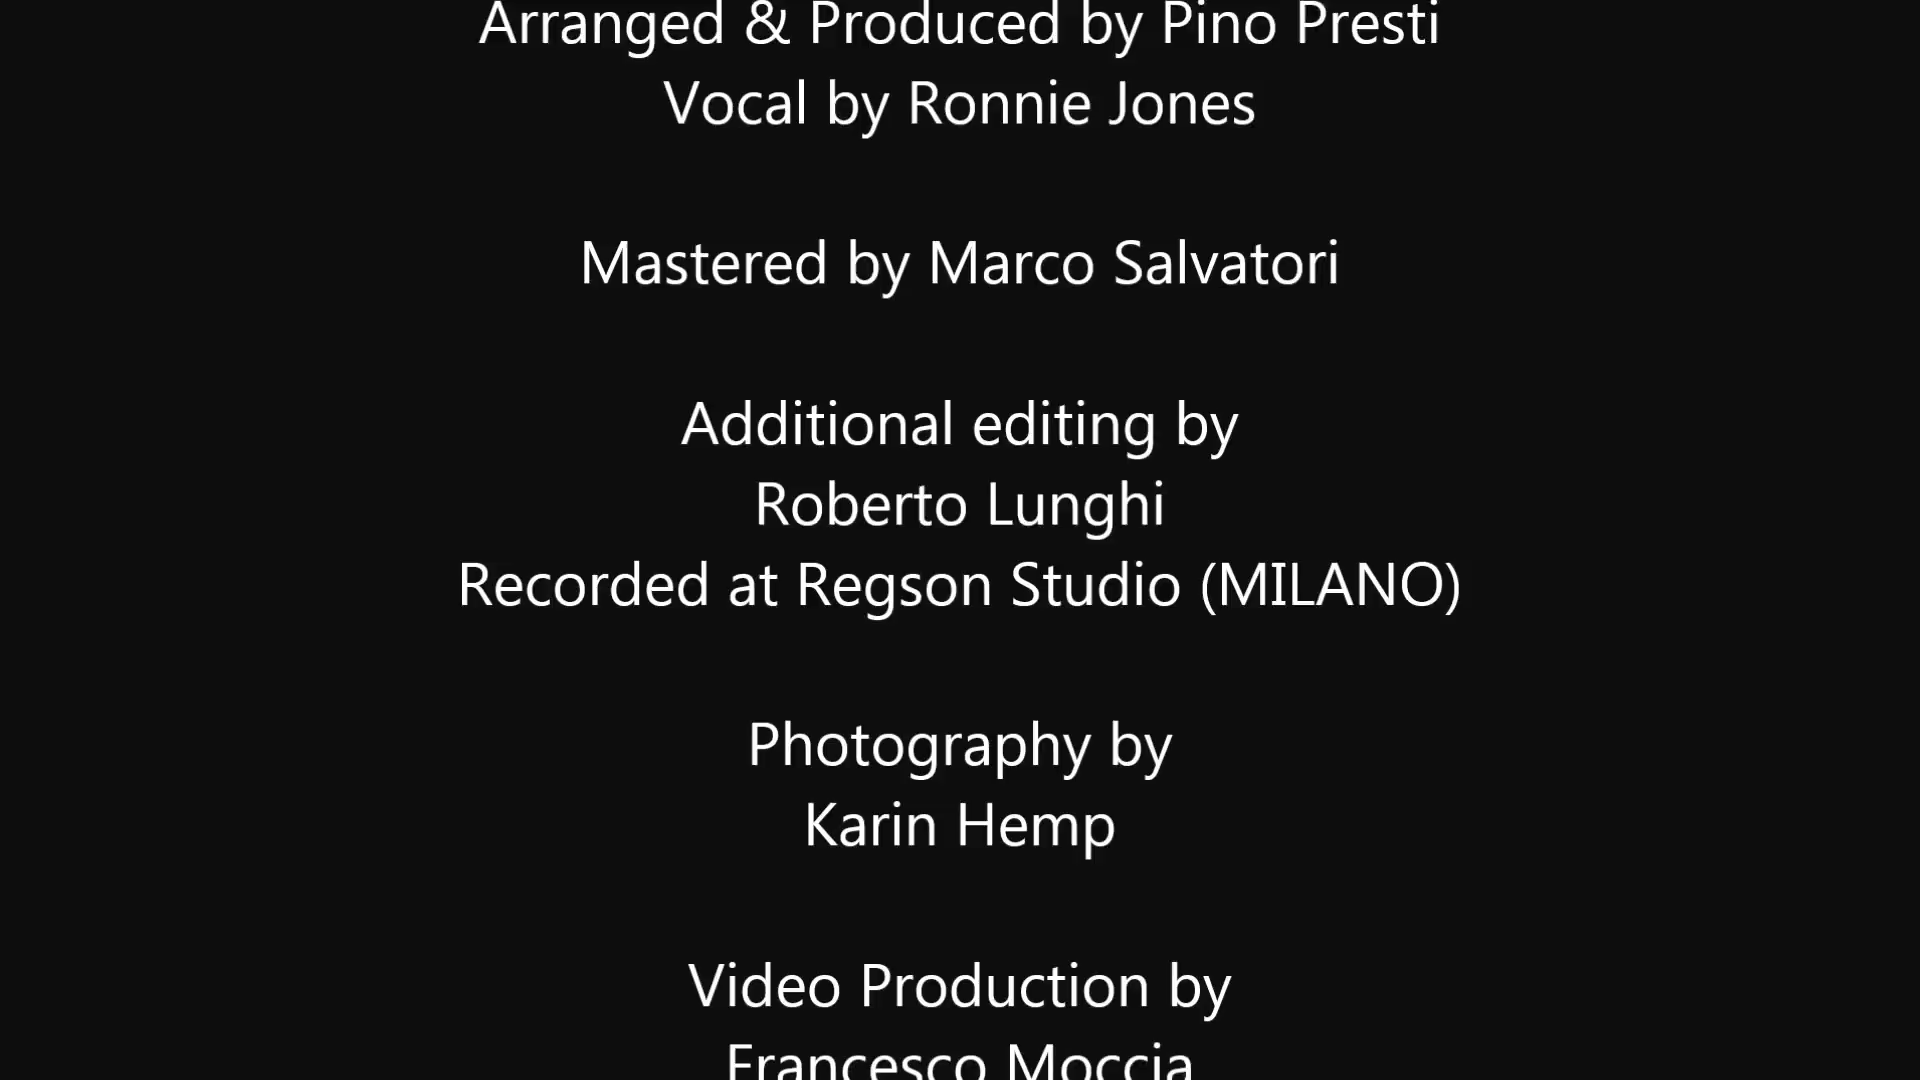 Arranged & Produced by Pino Presti
Vocal by Ronnie Jones
Mastered by Marco Salvatori
Additional editing by
Roberto Lunghi
Recorded at Regson Studio (MILANO)
Photography by
Karin Hemp
Video Production by
Francesco Moccia